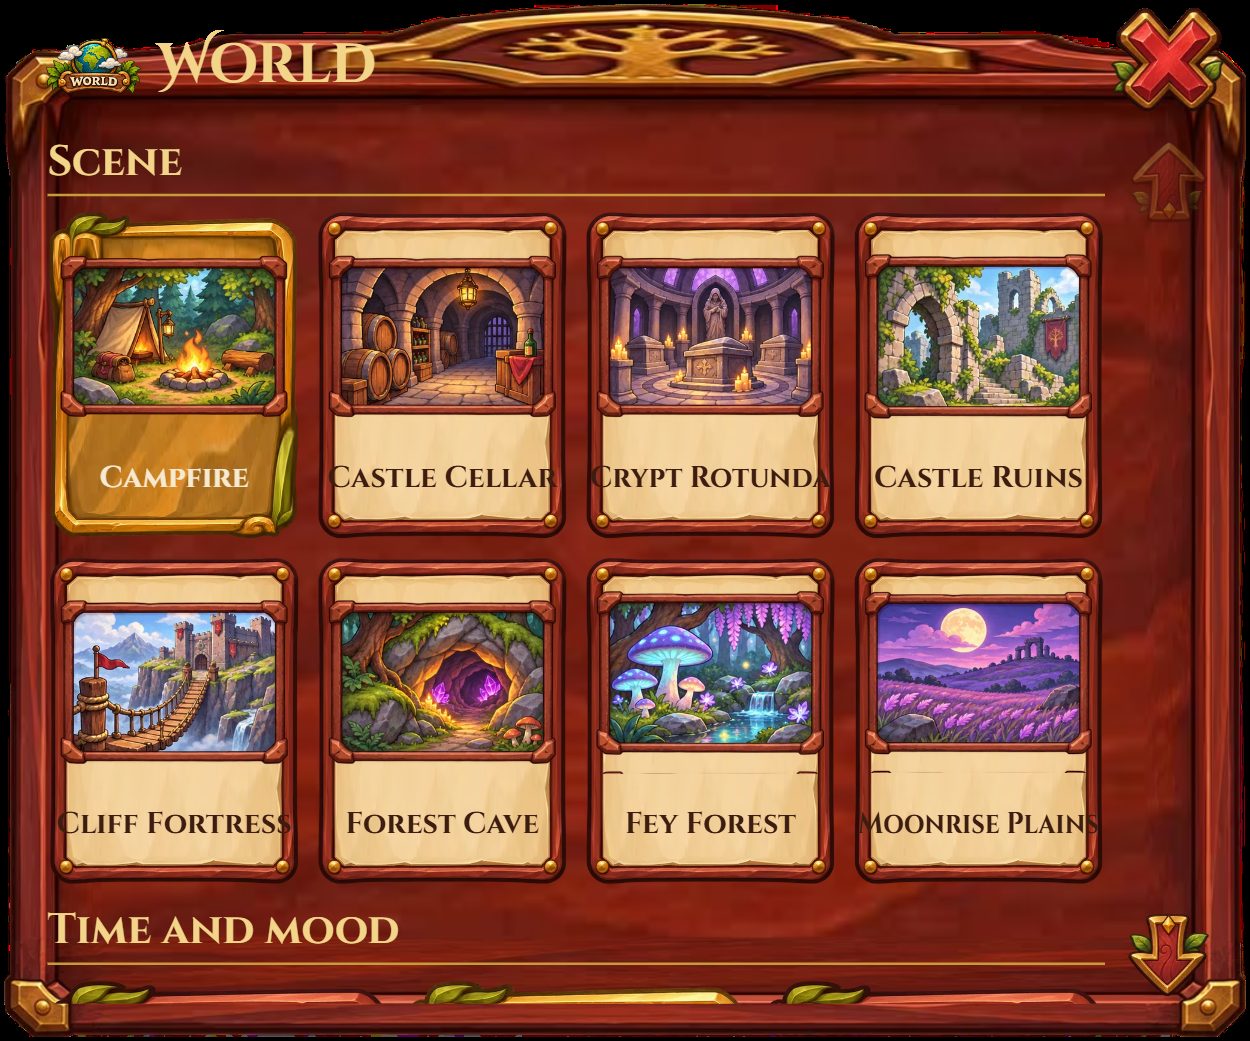 WORLD
WORLD
SCENE
CAMPFIRE
CASTLE CELLAR
CRYPT ROTUNDA
CASTLE RUINS
CLIFF FORTRESS
FOREST CAVE
FEY FOREST
MOONRISE PLAINS
TIME AND MOOD